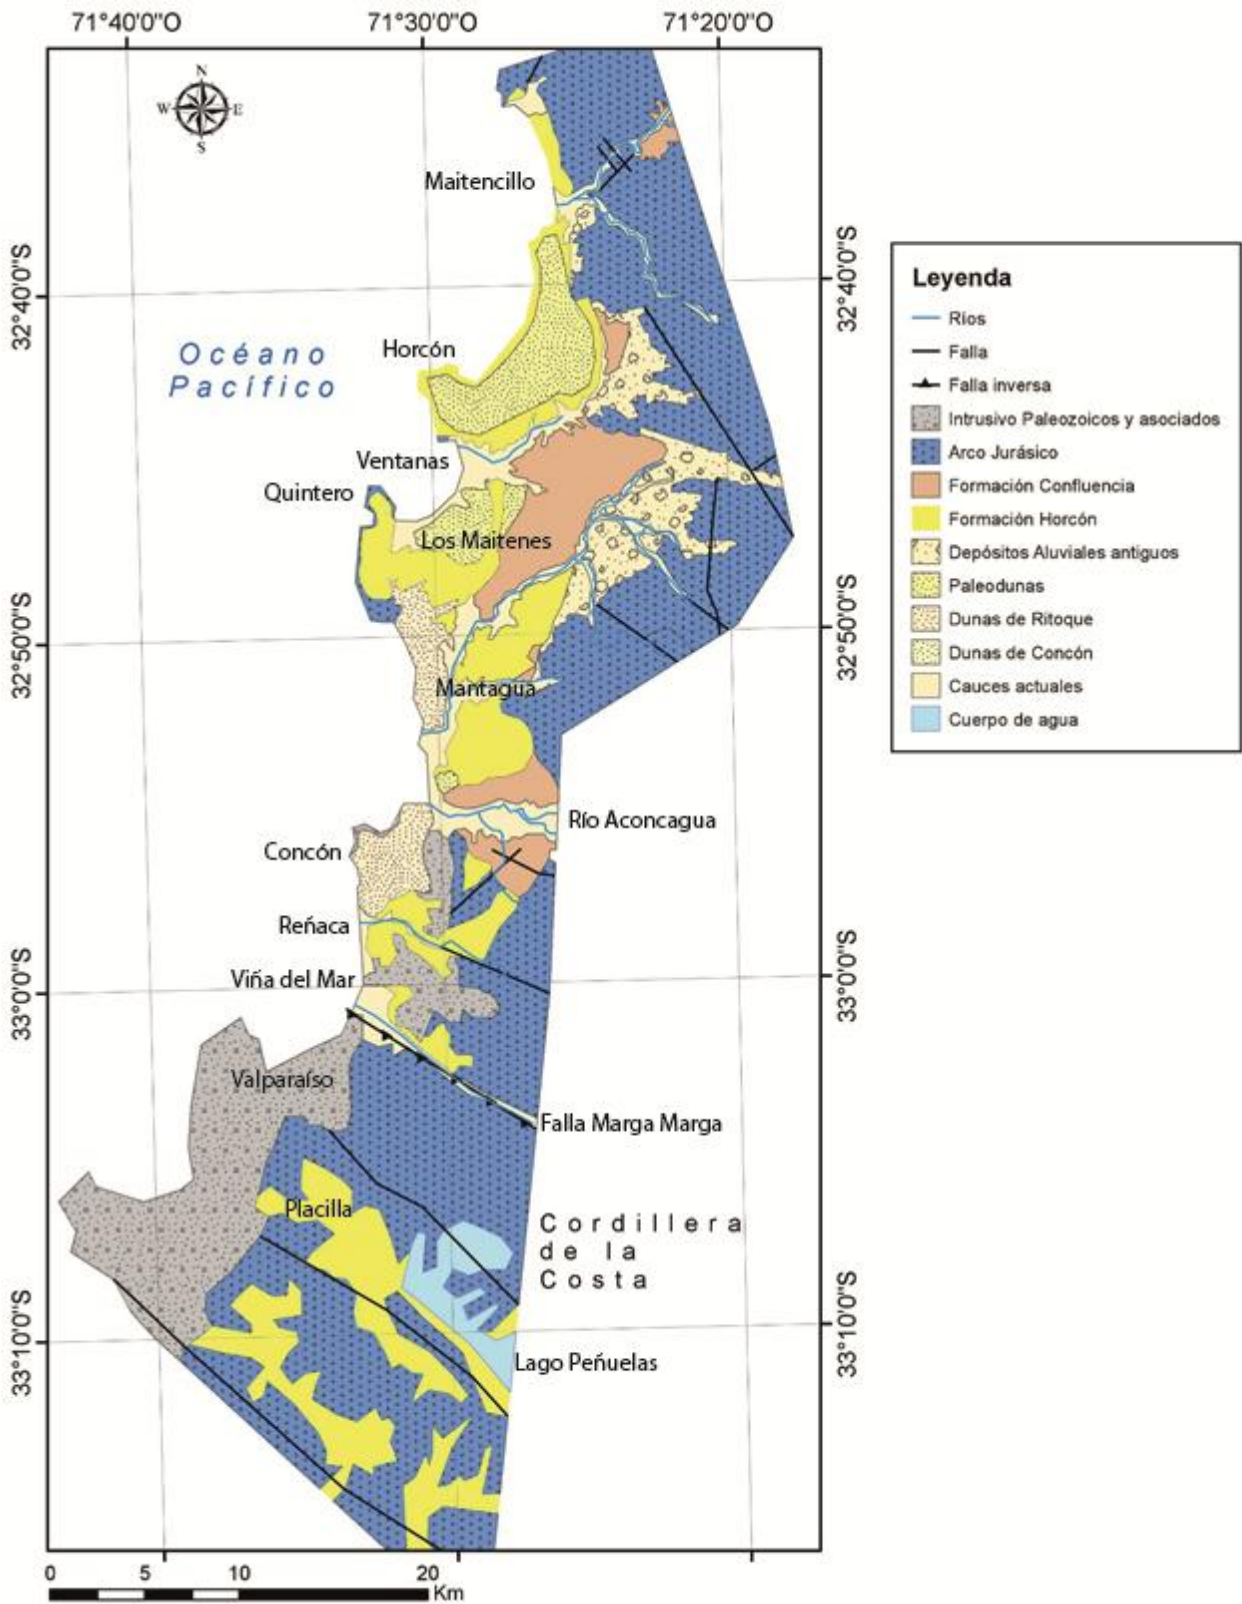 71°40'0"O
71°30'0"O
71°20'0"O
N
W
E
S
Maitencillo
32°40'0"S
32°40'0"S
Océano
Pacífico
Horcón
Ventanas
Quintero
Los Maitenes
32°50'0"S
32°50'0"S
Mantagua
Río Aconcagua
Concón
Reñaca
Viña del Mar
33°0'0"S
33°0'0"S
Valparaíso
Falla Marga Marga
Placilla
Cordillera
de la
Costa
33°10'0"S
33°10'0"S
Lago Peñuelas
0 5 10 20
Km
Leyenda
Ríos
Falla
Falla inversa
Intrusivo Paleozoicos y asociados
Arco Jurásico
Formación Confluencia
Formación Horcón
Depósitos Aluviales antiguos
Paleodunas
Dunas de Ritoque
Dunas de Concón
Cauces actuales
Cuerpo de agua